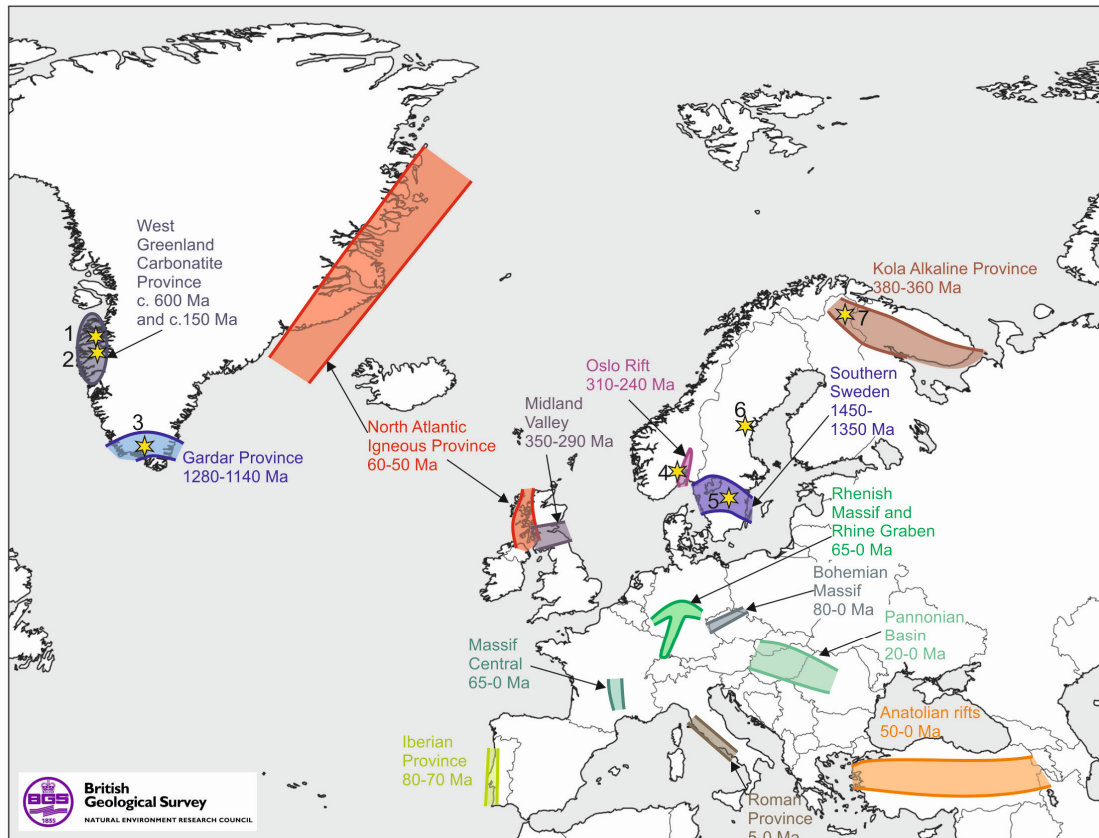 West
Greenland
Carbonatite
Province
c. 600 Ma
and c.150 Ma
1
2
3
Gardar Province
1280-1140 Ma
North Atlantic
Igneous Province
60-50 Ma
Midland
Valley
350-290 Ma
Oslo Rift
310-240 Ma
Kola Alkaline Province
380-360 Ma
7
Southern
Sweden
1450-
1350 Ma
6
4
5
Rhenish
Massif and
Rhine Graben
65-0 Ma
Bohemian
Massif
80-0 Ma
Pannonian
Basin
20-0 Ma
Massif
Central
65-0 Ma
Anatolian rifts
50-0 Ma
Iberian
Province
80-70 Ma
Roman
Province
5-0 Ma
BGS
1835
British
Geological Survey
NATURAL ENVIRONMENT RESEARCH COUNCIL